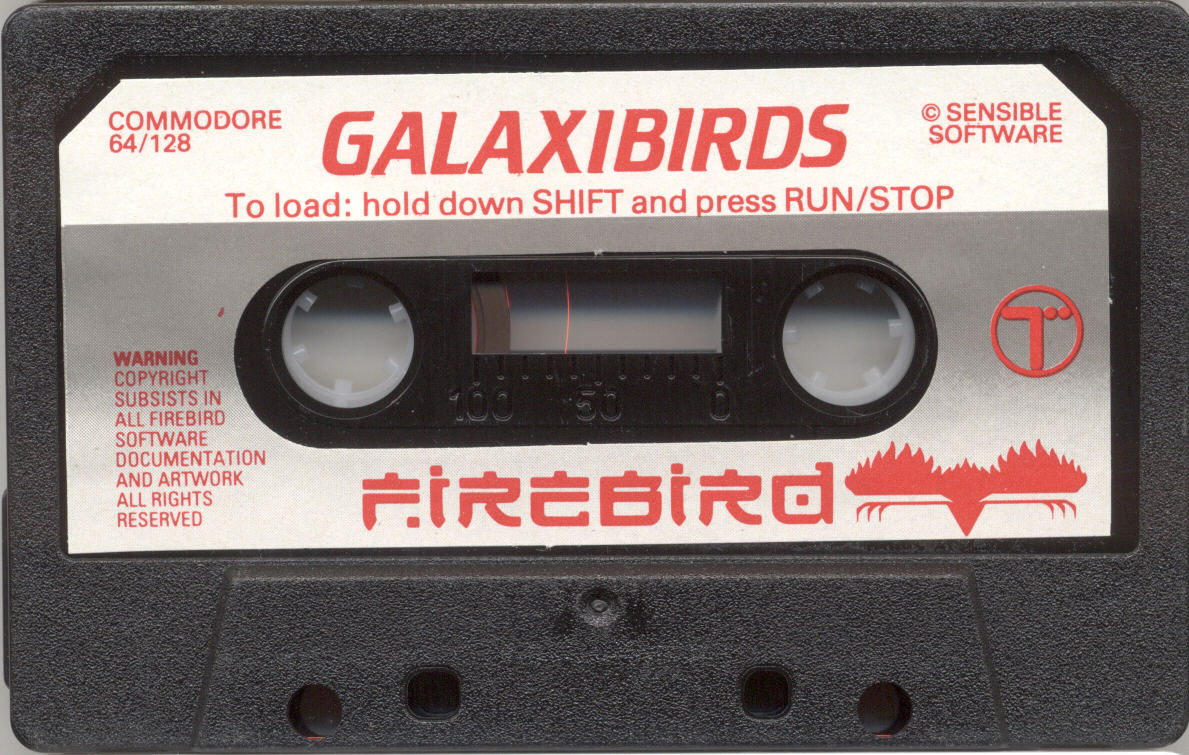 COMMODORE
64/128
GALAXIBIRDS
© SENSIBLE
SOFTWARE
To load: hold down SHIFT and press RUN/STOP
100 50 0
WARNING
COPYRIGHT
SUBSISTS IN
ALL FIREBIRD
SOFTWARE
DOCUMENTATION
AND ARTWORK
ALL RIGHTS
RESERVED
FIREBIRD